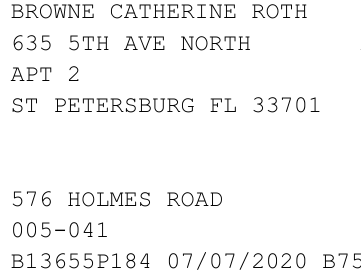 BROWNE CATHERINE ROTH
635 5TH AVE NORTH
APT 2
ST PETERSBURG FL 33701
576 HOLMES ROAD
005-041
B13655P184 07/07/2020 B75